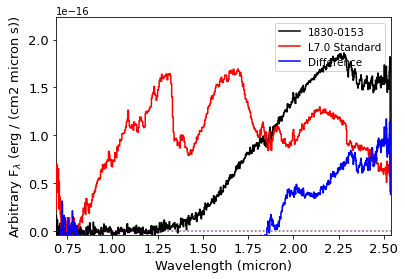 1e−16
1830-0153
L7.0 Standard
Difference
2.0
1.5
1.0
0.5
0.0
Arbitrary Fλ (erg / (cm2 micron s))
0.75 1.00 1.25 1.50 1.75 2.00 2.25 2.50
Wavelength (micron)